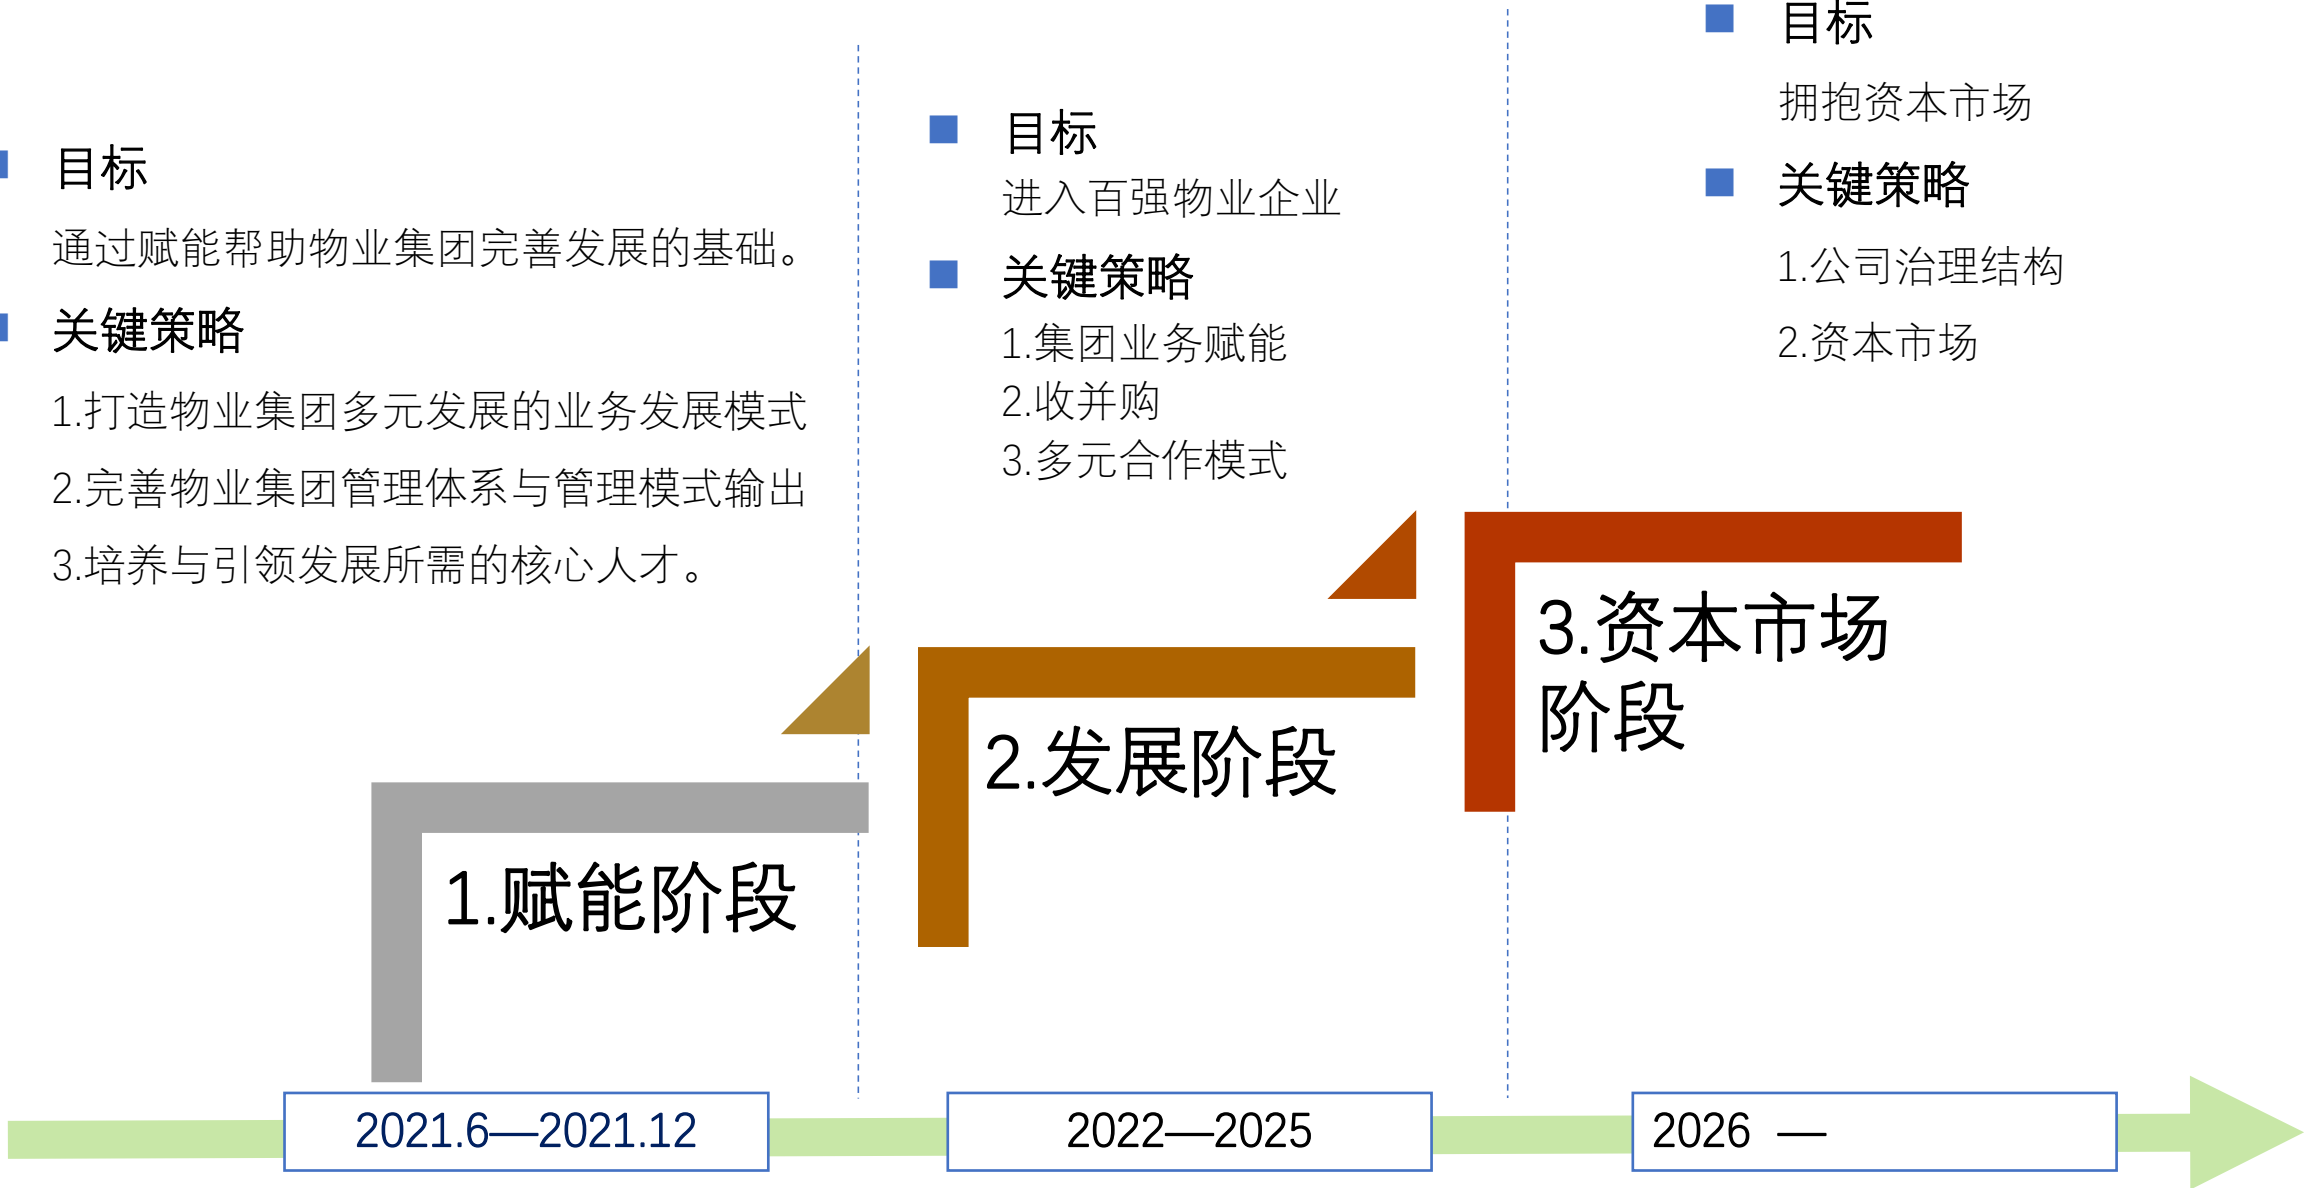 目标
通过赋能帮助物业集团完善发展的基础。
关键策略
1.打造物业集团多元发展的业务发展模式
2.完善物业集团管理体系与管理模式输出
3.培养与引领发展所需的核心人才。
目标
进入百强物业企业
关键策略
1.集团业务赋能
2.收并购
3.多元合作模式
目标
拥抱资本市场
关键策略
1.公司治理结构
2.资本市场
1.赋能阶段
2.发展阶段
3.资本市场
阶段
2021.6—2021.12
2022—2025
2026 —